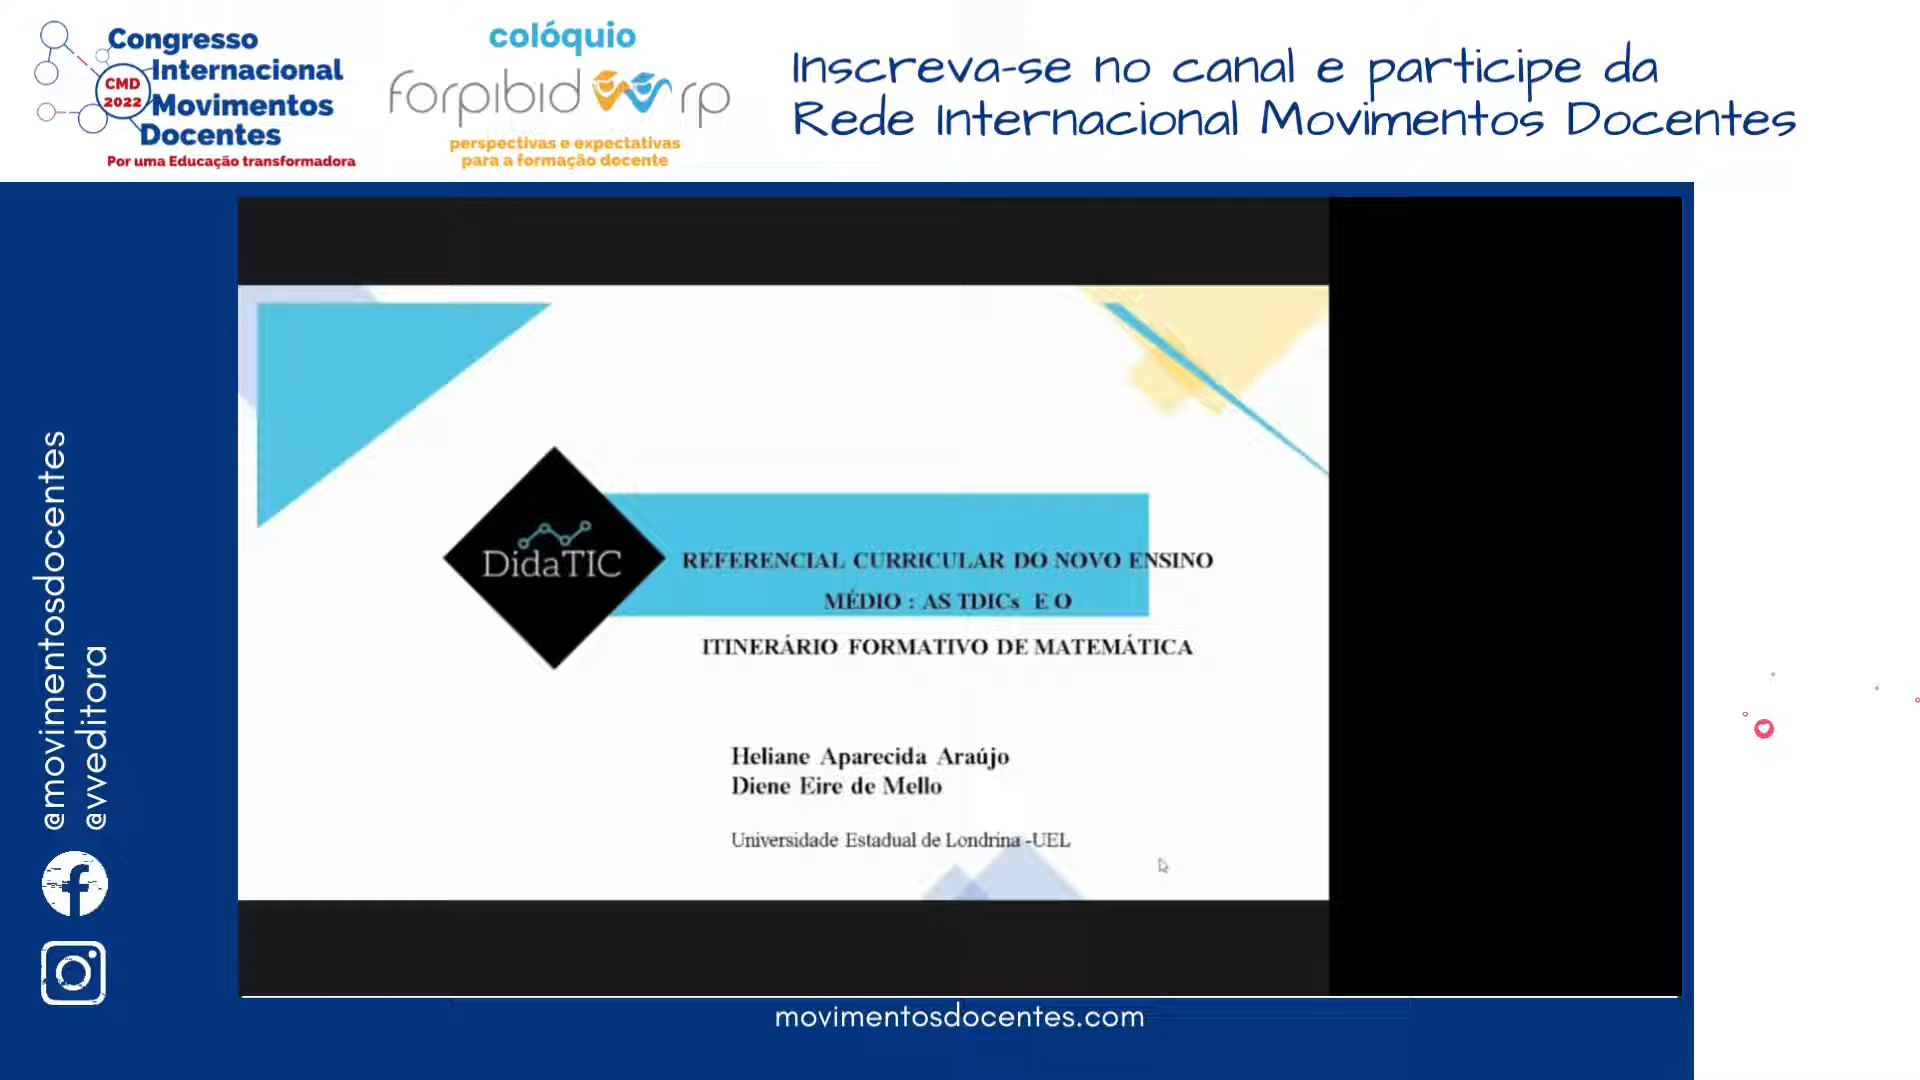 Congresso
Internacional
CMD
2022
Movimentos
Docentes
Por uma Educação transformadora
colóquio
forpibid rp
perspectivas e expectativas
para a formação docente
Inscreva-se no canal e participe da
Rede Internacional Movimentos Docentes
@movimentosdocentes
@vveditora
DidaTIC
REFERENCIAL CURRICULAR DO NOVO ENSINO
MÉDIO : AS TDICs E O
ITINERÁRIO FORMATIVO DE MATEMÁTICA
Heliane Aparecida Araújo
Diene Eire de Mello
Universidade Estadual de Londrina -UEL
movimentosdocentes.com